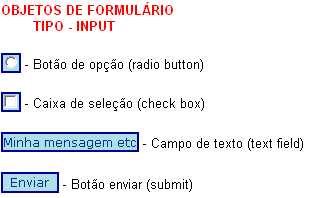 OBJETOS DE FORMULÁRIO
TIPO - INPUT
- Botão de opção (radio button)
- Caixa de seleção (check box)
Minha mensagem etc - Campo de texto (text field)
Enviar - Botão enviar (submit)